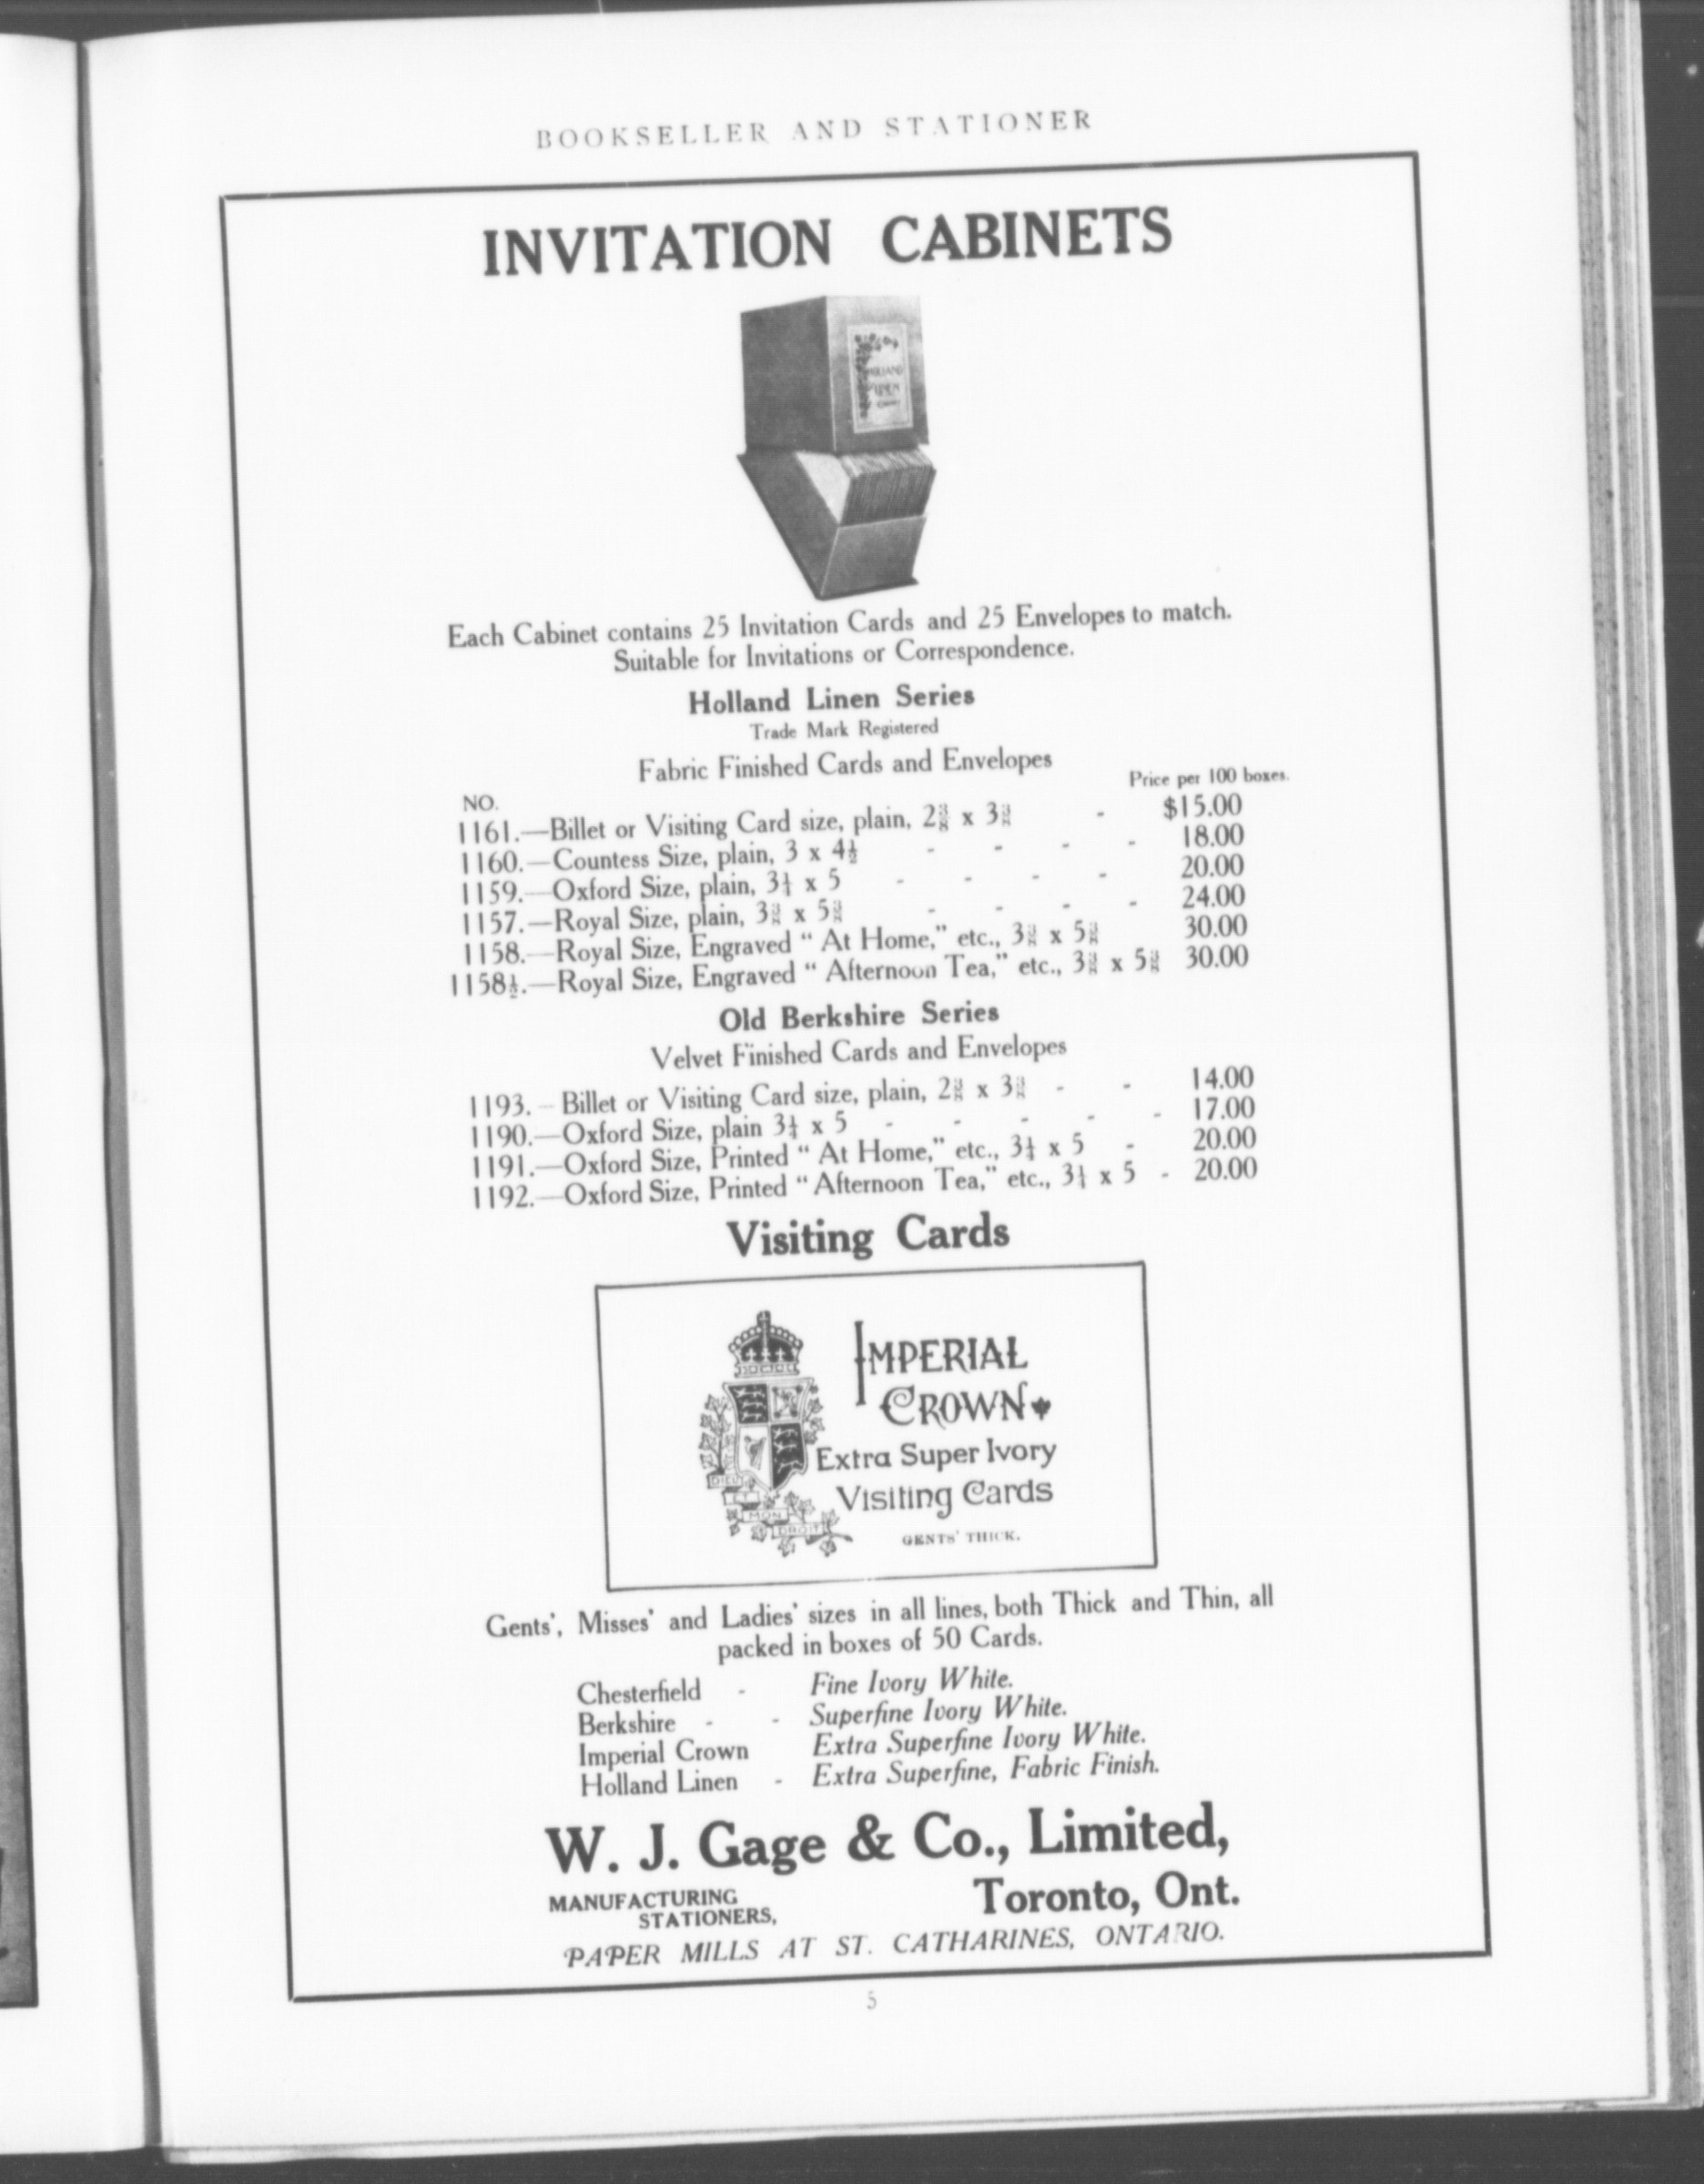 BOOKSELLER AND STATIONER
INVITATION CABINETS
HOLLAND
LINEN
Each Cabinet contains 25 Invitation Cards and 25 Envelopes to match.
Suitable for Invitations or Correspondence.
Holland Linen Series
Trade Mark Registered
Fabric Finished Cards and Envelopes
Price per 100 boxes.
NO.
1161.—Billet or Visiting Card size, plain, 2⅜ x 3⅜ - $15.00
1160.—Countess Size, plain, 3 x 4½ - - - - 18.00
1159.—Oxford Size, plain, 3¼ x 5 - - - - 20.00
1157.—Royal Size, plain, 3⅜ x 5⅜ - - - - 24.00
1158.—Royal Size, Engraved “ At Home,” etc., 3⅜ x 5⅜ 30.00
1158½.—Royal Size, Engraved “ Afternoon Tea,” etc., 3⅜ x 5⅜ 30.00
Old Berkshire Series
Velvet Finished Cards and Envelopes
1193. – Billet or Visiting Card size, plain, 2⅜ x 3⅜ - - 14.00
1190.—Oxford Size, plain 3¼ x 5 - - - - - 17.00
1191.—Oxford Size, Printed “ At Home,” etc., 3¼ x 5 - 20.00
1192.—Oxford Size, Printed “ Afternoon Tea,” etc., 3¼ x 5 - 20.00
Visiting Cards
IMPERIAL
CROWN
Extra Super Ivory
Visiting Cards
GENTS’ THICK.
DIEU
ET
MON
DROIT
Gents’, Misses’ and Ladies’ sizes in all lines, both Thick and Thin, all
packed in boxes of 50 Cards.
Chesterfield - Fine Ivory White.
Berkshire - - Superfine Ivory White.
Imperial Crown Extra Superfine Ivory White.
Holland Linen - Extra Superfine, Fabric Finish.
W. J. Gage & Co., Limited,
MANUFACTURING
STATIONERS,
Toronto, Ont.
PAPER MILLS AT ST. CATHARINES, ONTARIO.
5